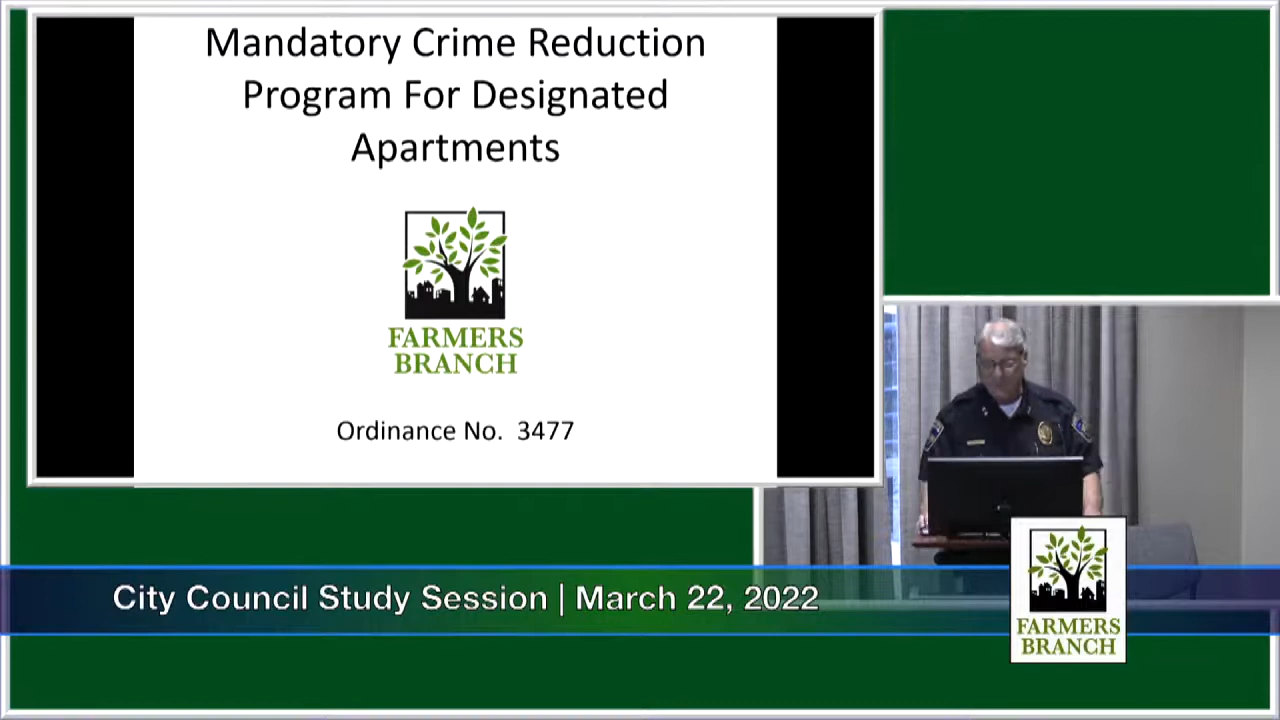 Mandatory Crime Reduction
Program For Designated
Apartments
FARMERS
BRANCH
Ordinance No. 3477
City Council Study Session | March 22, 2022
FARMERS
BRANCH